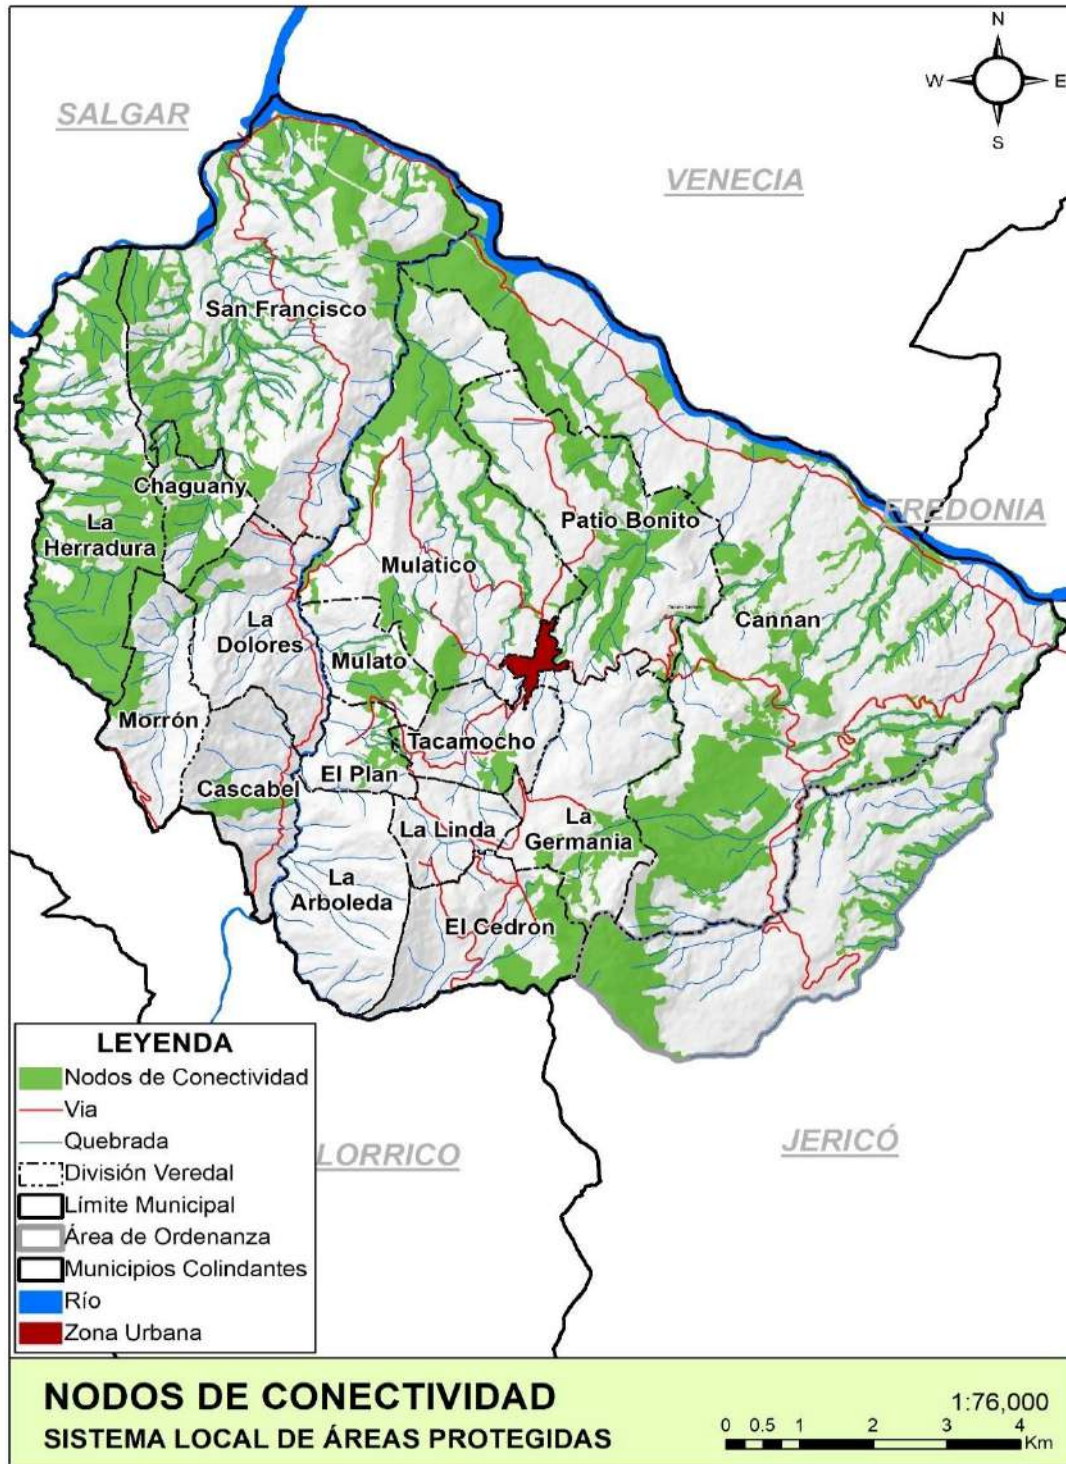 N
W
E
S
SALGAR
VENECIA
San Francisco
Chaguany
La
Herradura
Patio Bonito
EREDONIA
Mulatico
La
Dolores
Cannan
Mulato
Morrón
Tacamocho
El Plan
Cascabel
La Linda
La
Germania
La
Arboleda
El Cedron
LEYENDA
Nodos de Conectividad
Via
Quebrada
División Veredal
Límite Municipal
Área de Ordenanza
Municipios Colindantes
Río
Zona Urbana
LORRICO
JERICÓ
NODOS DE CONECTIVIDAD
SISTEMA LOCAL DE ÁREAS PROTEGIDAS
1:76,000
0 0.5 1 2 3 4
Km